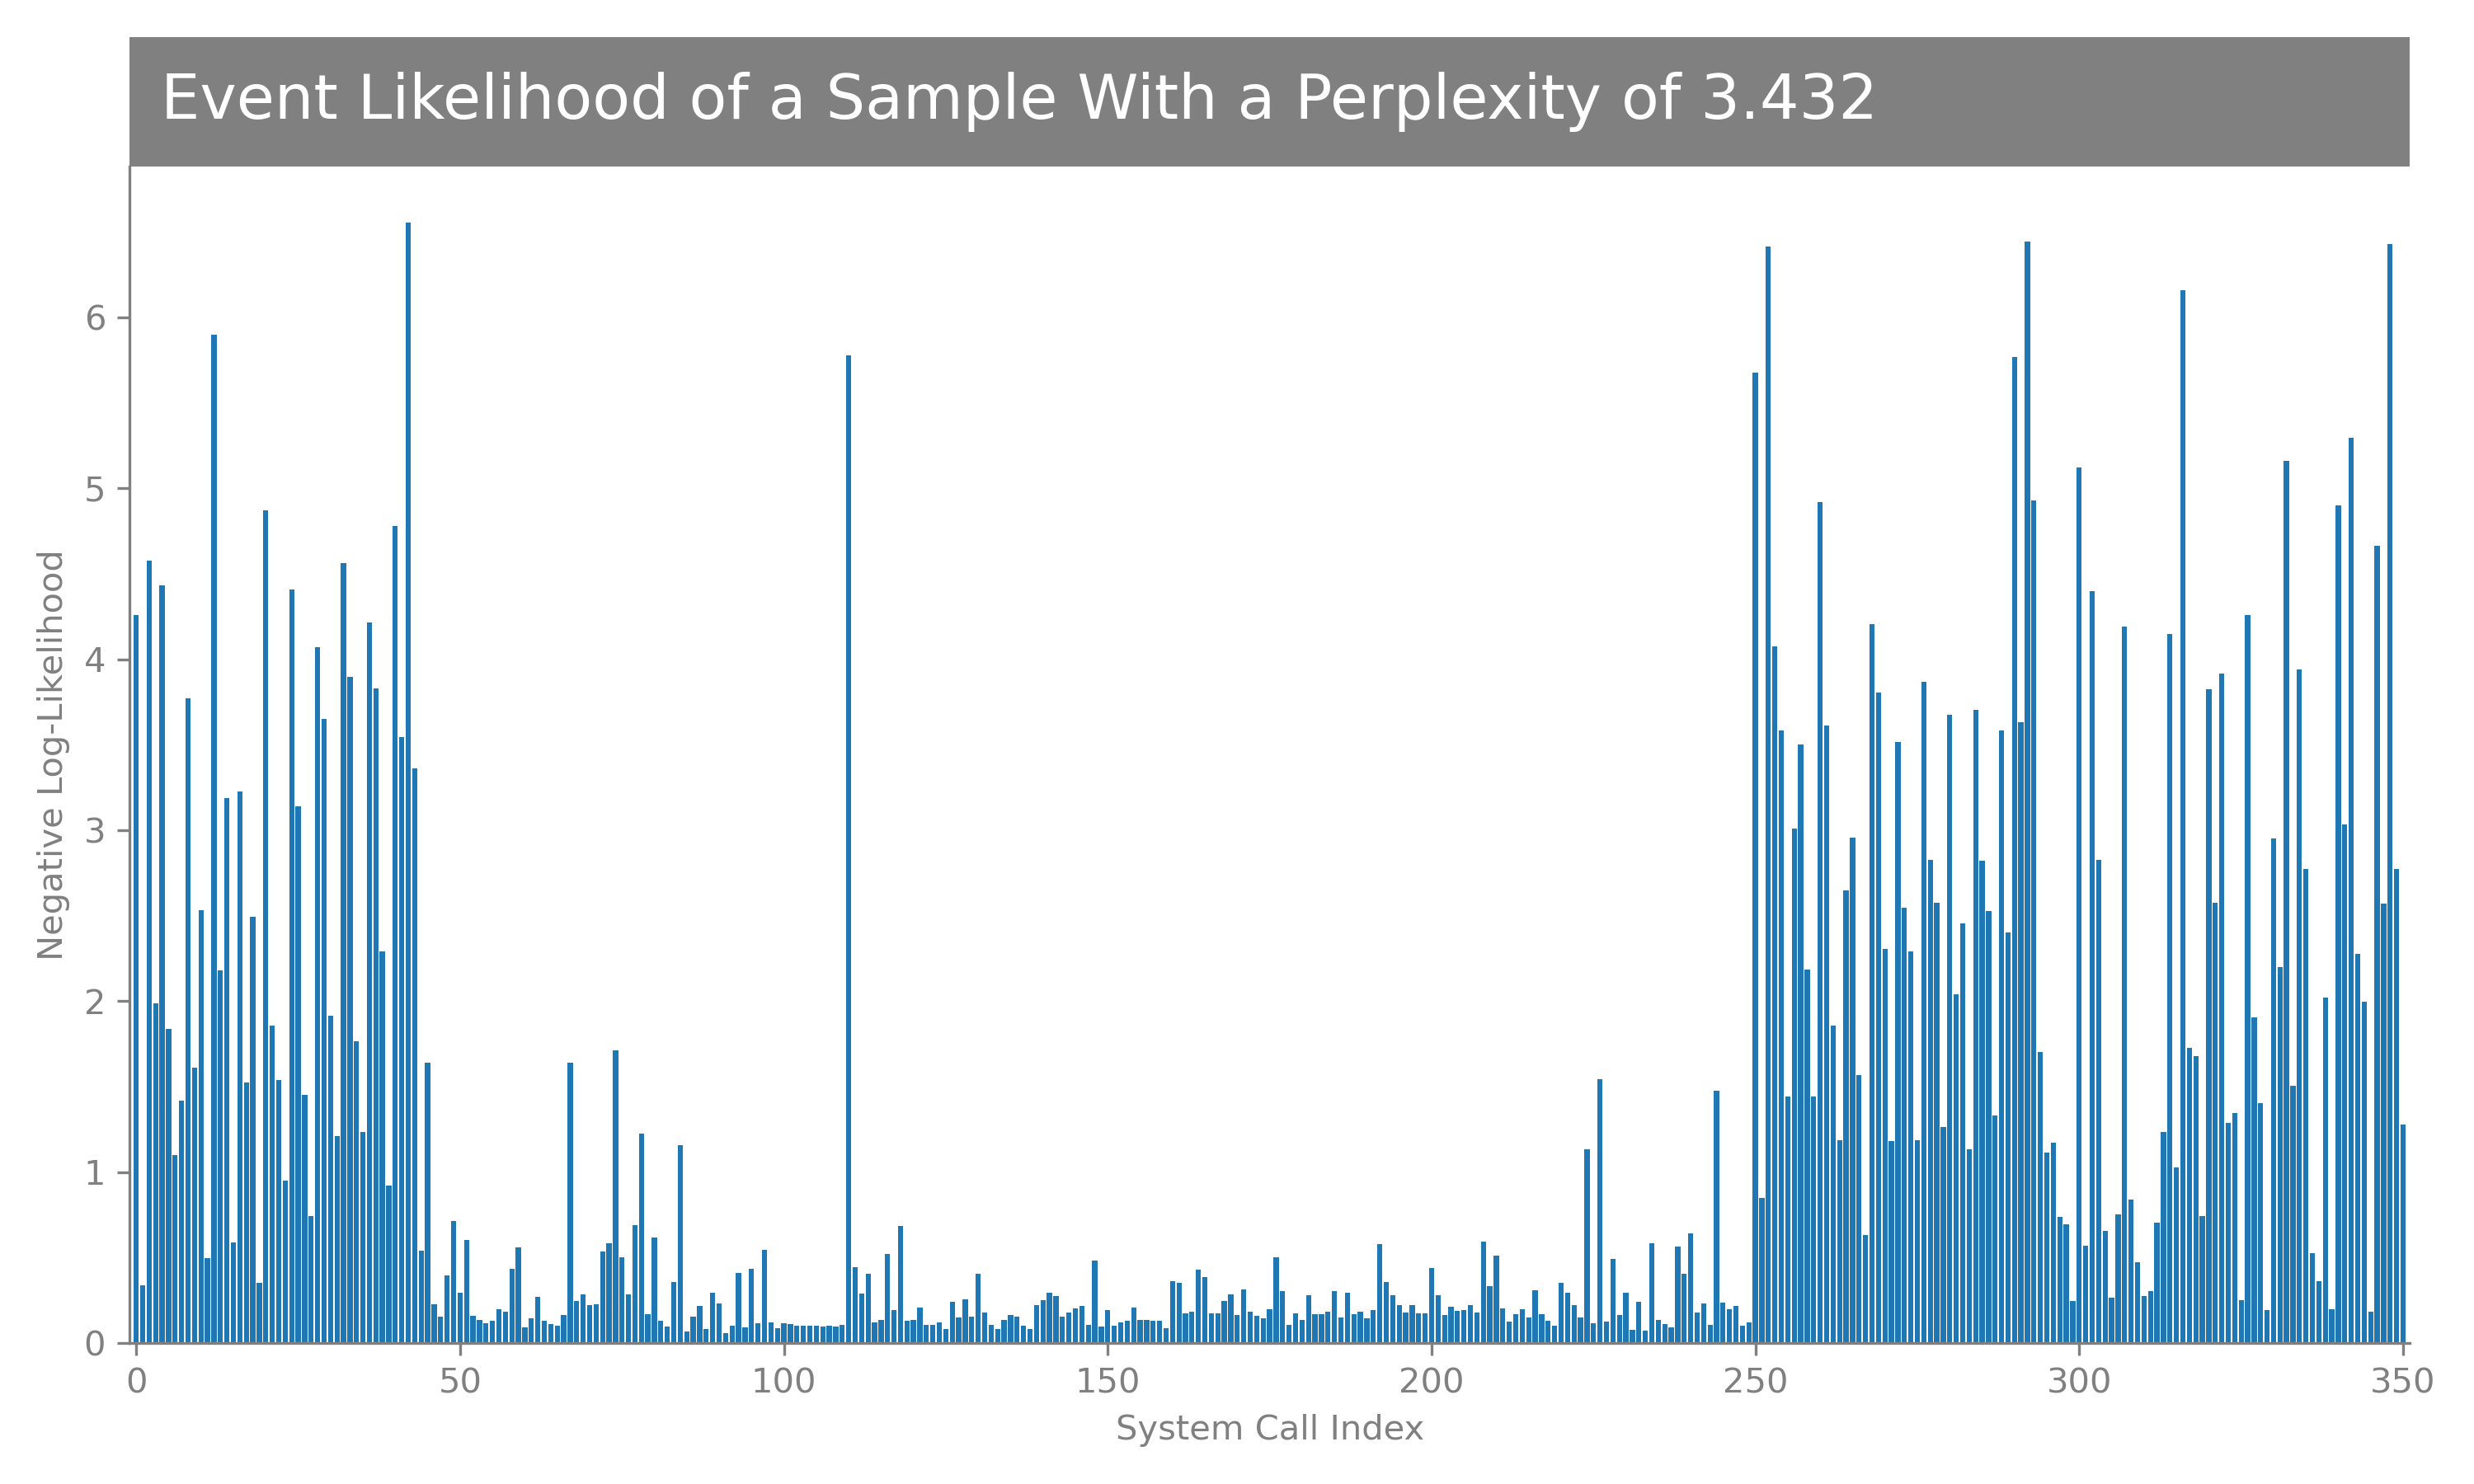 Event Likelihood of a Sample With a Perplexity of 3.432
Negative Log-Likelihood
6
5
4
3
2
1
0
0 50 100 150 200 250 300 350
System Call Index